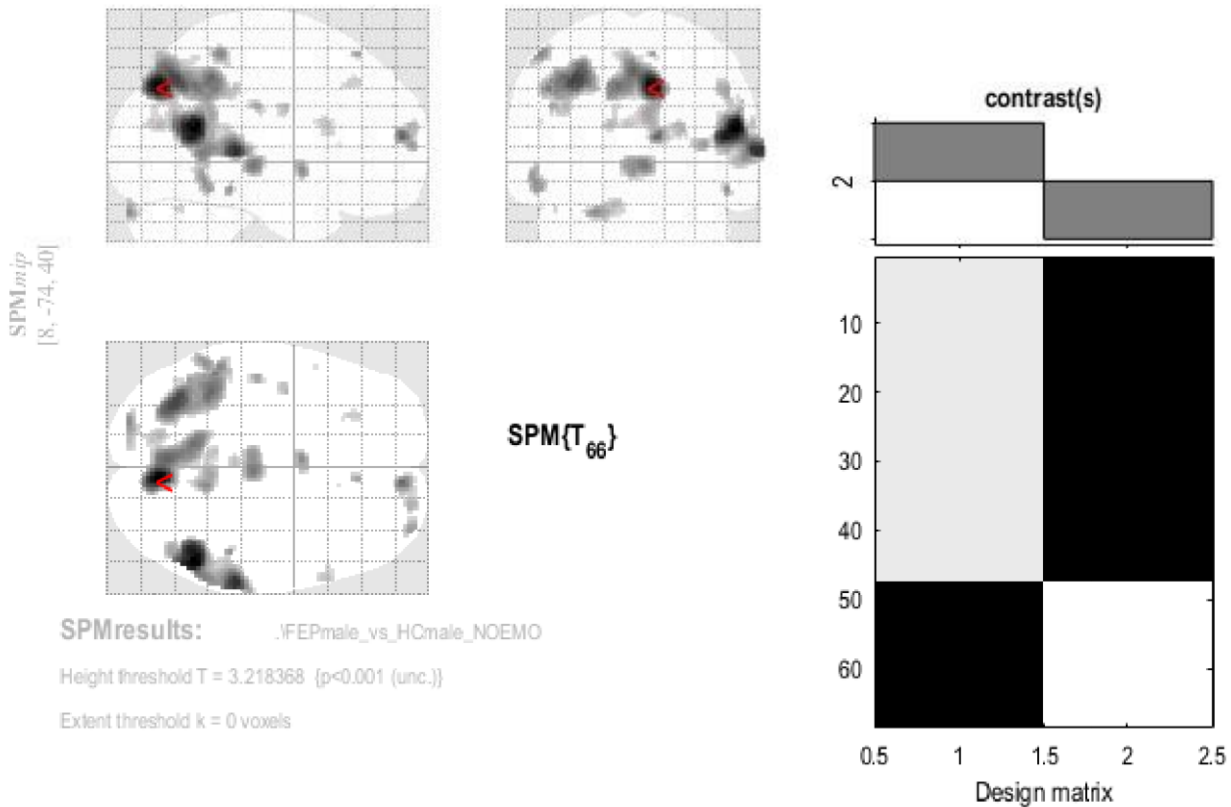 contrast(s)
2
SPMmip
[8, -74, 40]
<
<
<
SPM{T66}
10
20
30
40
50
60
0.5 1 1.5 2 2.5
Design matrix
SPMresults: .\FEPmale_vs_HCmale_NOEMO
Height threshold T = 3.218368 {p<0.001 (unc.)}
Extent threshold k = 0 voxels